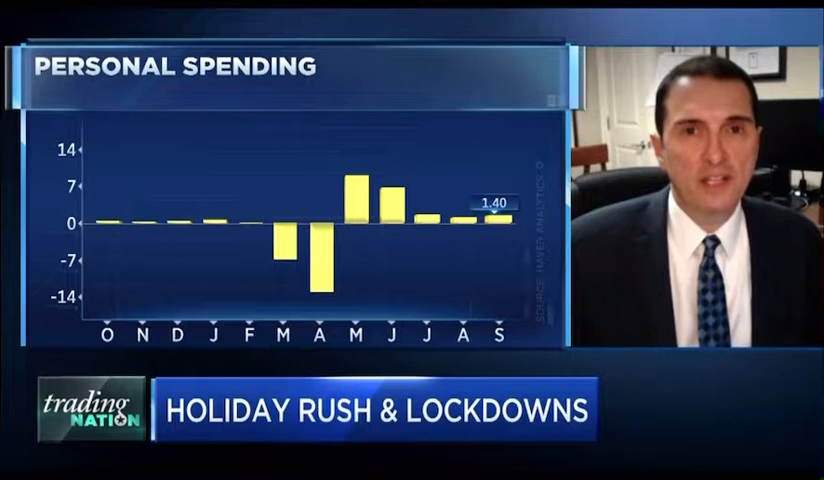 PERSONAL SPENDING
14
7
0
-7
-14
1.40
O N D J F M A M J J A S
SOURCE: HAVER ANALYTICS
trading
NATION
HOLIDAY RUSH & LOCKDOWNS